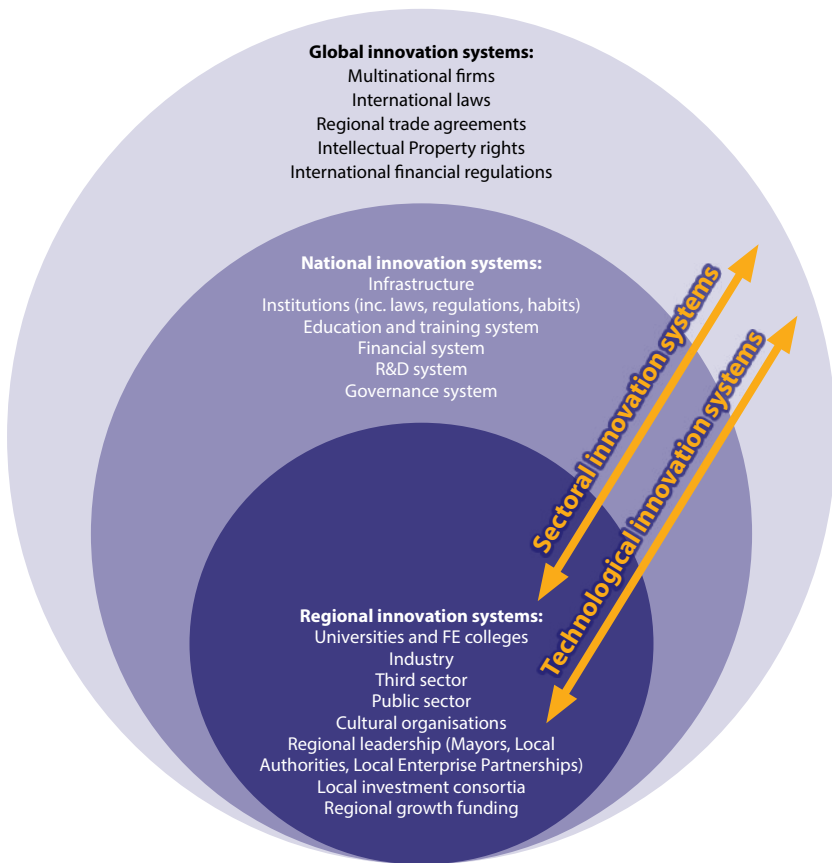 Global innovation systems:
Multinational firms
International laws
Regional trade agreements
Intellectual Property rights
International financial regulations
National innovation systems:
Infrastructure
Institutions (inc. laws, regulations, habits)
Education and training system
Financial system
R&D system
Governance system
Sectoral innovation systems
Technological innovation systems
Regional innovation systems:
Universities and FE colleges
Industry
Third sector
Public sector
Cultural organisations
Regional leadership (Mayors, Local
Authorities, Local Enterprise Partnerships)
Local investment consortia
Regional growth funding